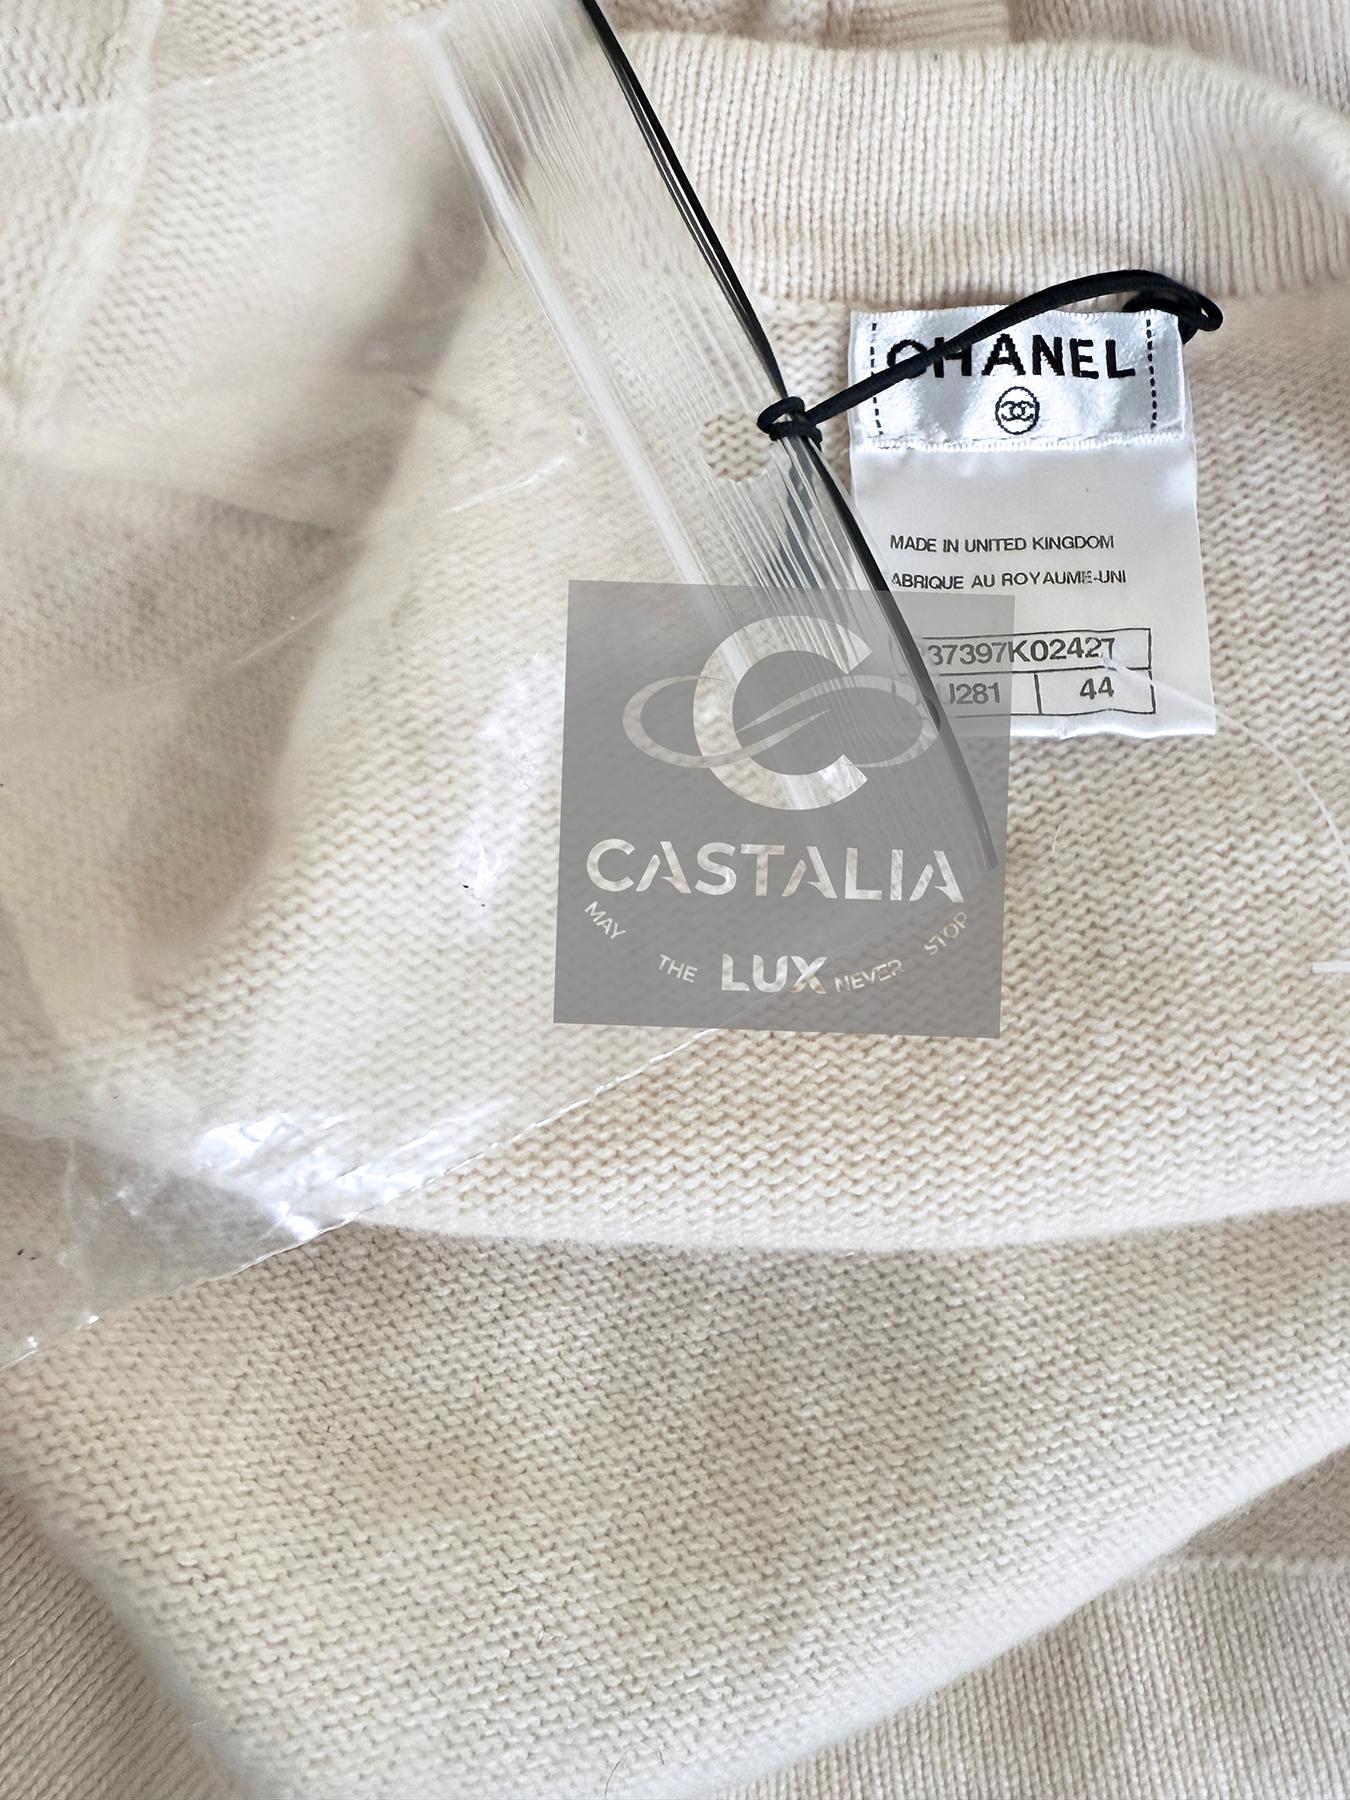 CHANEL
MADE IN UNITED KINGDOM
ABRIQUE AU ROYAUME-UNI
37397K02427
J281 44
CASTALIA
MAY THE LUX NEVER STOP